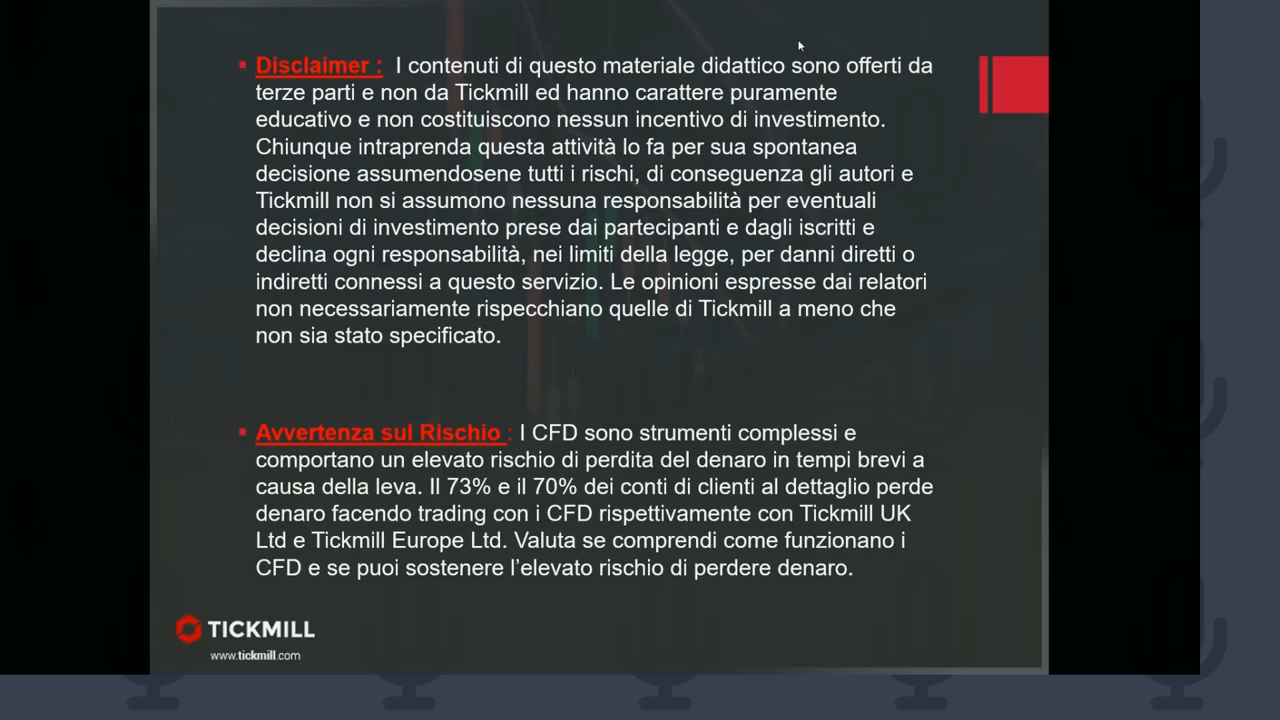 Disclaimer : I contenuti di questo materiale didattico sono offerti da
terze parti e non da Tickmill ed hanno carattere puramente
educativo e non costituiscono nessun incentivo di investimento.
Chiunque intraprenda questa attività lo fa per sua spontanea
decisione assumendosene tutti i rischi, di conseguenza gli autori e
Tickmill non si assumono nessuna responsabilità per eventuali
decisioni di investimento prese dai partecipanti e dagli iscritti e
declina ogni responsabilità, nei limiti della legge, per danni diretti o
indiretti connessi a questo servizio. Le opinioni espresse dai relatori
non necessariamente rispecchiano quelle di Tickmill a meno che
non sia stato specificato.
Avvertenza sul Rischio : I CFD sono strumenti complessi e
comportano un elevato rischio di perdita del denaro in tempi brevi a
causa della leva. Il 73% e il 70% dei conti di clienti al dettaglio perde
denaro facendo trading con i CFD rispettivamente con Tickmill UK
Ltd e Tickmill Europe Ltd. Valuta se comprendi come funzionano i
CFD e se puoi sostenere l’elevato rischio di perdere denaro.
TICKMILL
www.tickmill.com